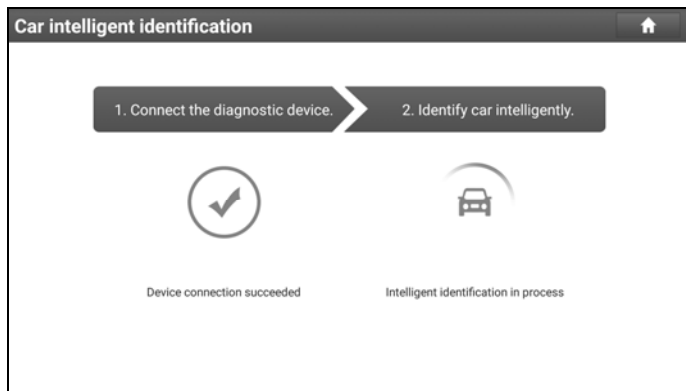 Car intelligent identification
1. Connect the diagnostic device.
2. Identify car intelligently.
Device connection succeeded
Intelligent identification in process